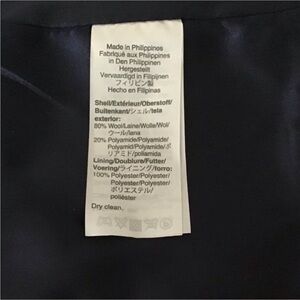 Made in Philippines
Fabriqué aux Philippines
in Den Philippinen
Hergestellt
Vervaardigd in Filipijnen
フィリピン製
Hecho en Filipinas
Shell/Extérieur/Oberstoff/
Buitenkant/シェル/tela
exterior:
80% Wool/Laine/Wolle/Wol/
ウール/lana
20% Polyamide/Polyamide/
Polyamid/Polyamide/ポ
リアミド/poliamida
Lining/Doublure/Futter/
Voering/ライニング/forro:
100% Polyester/Polyester/
Polyester/Polyester/
ポリエステル/
poliéster
Dry clean.